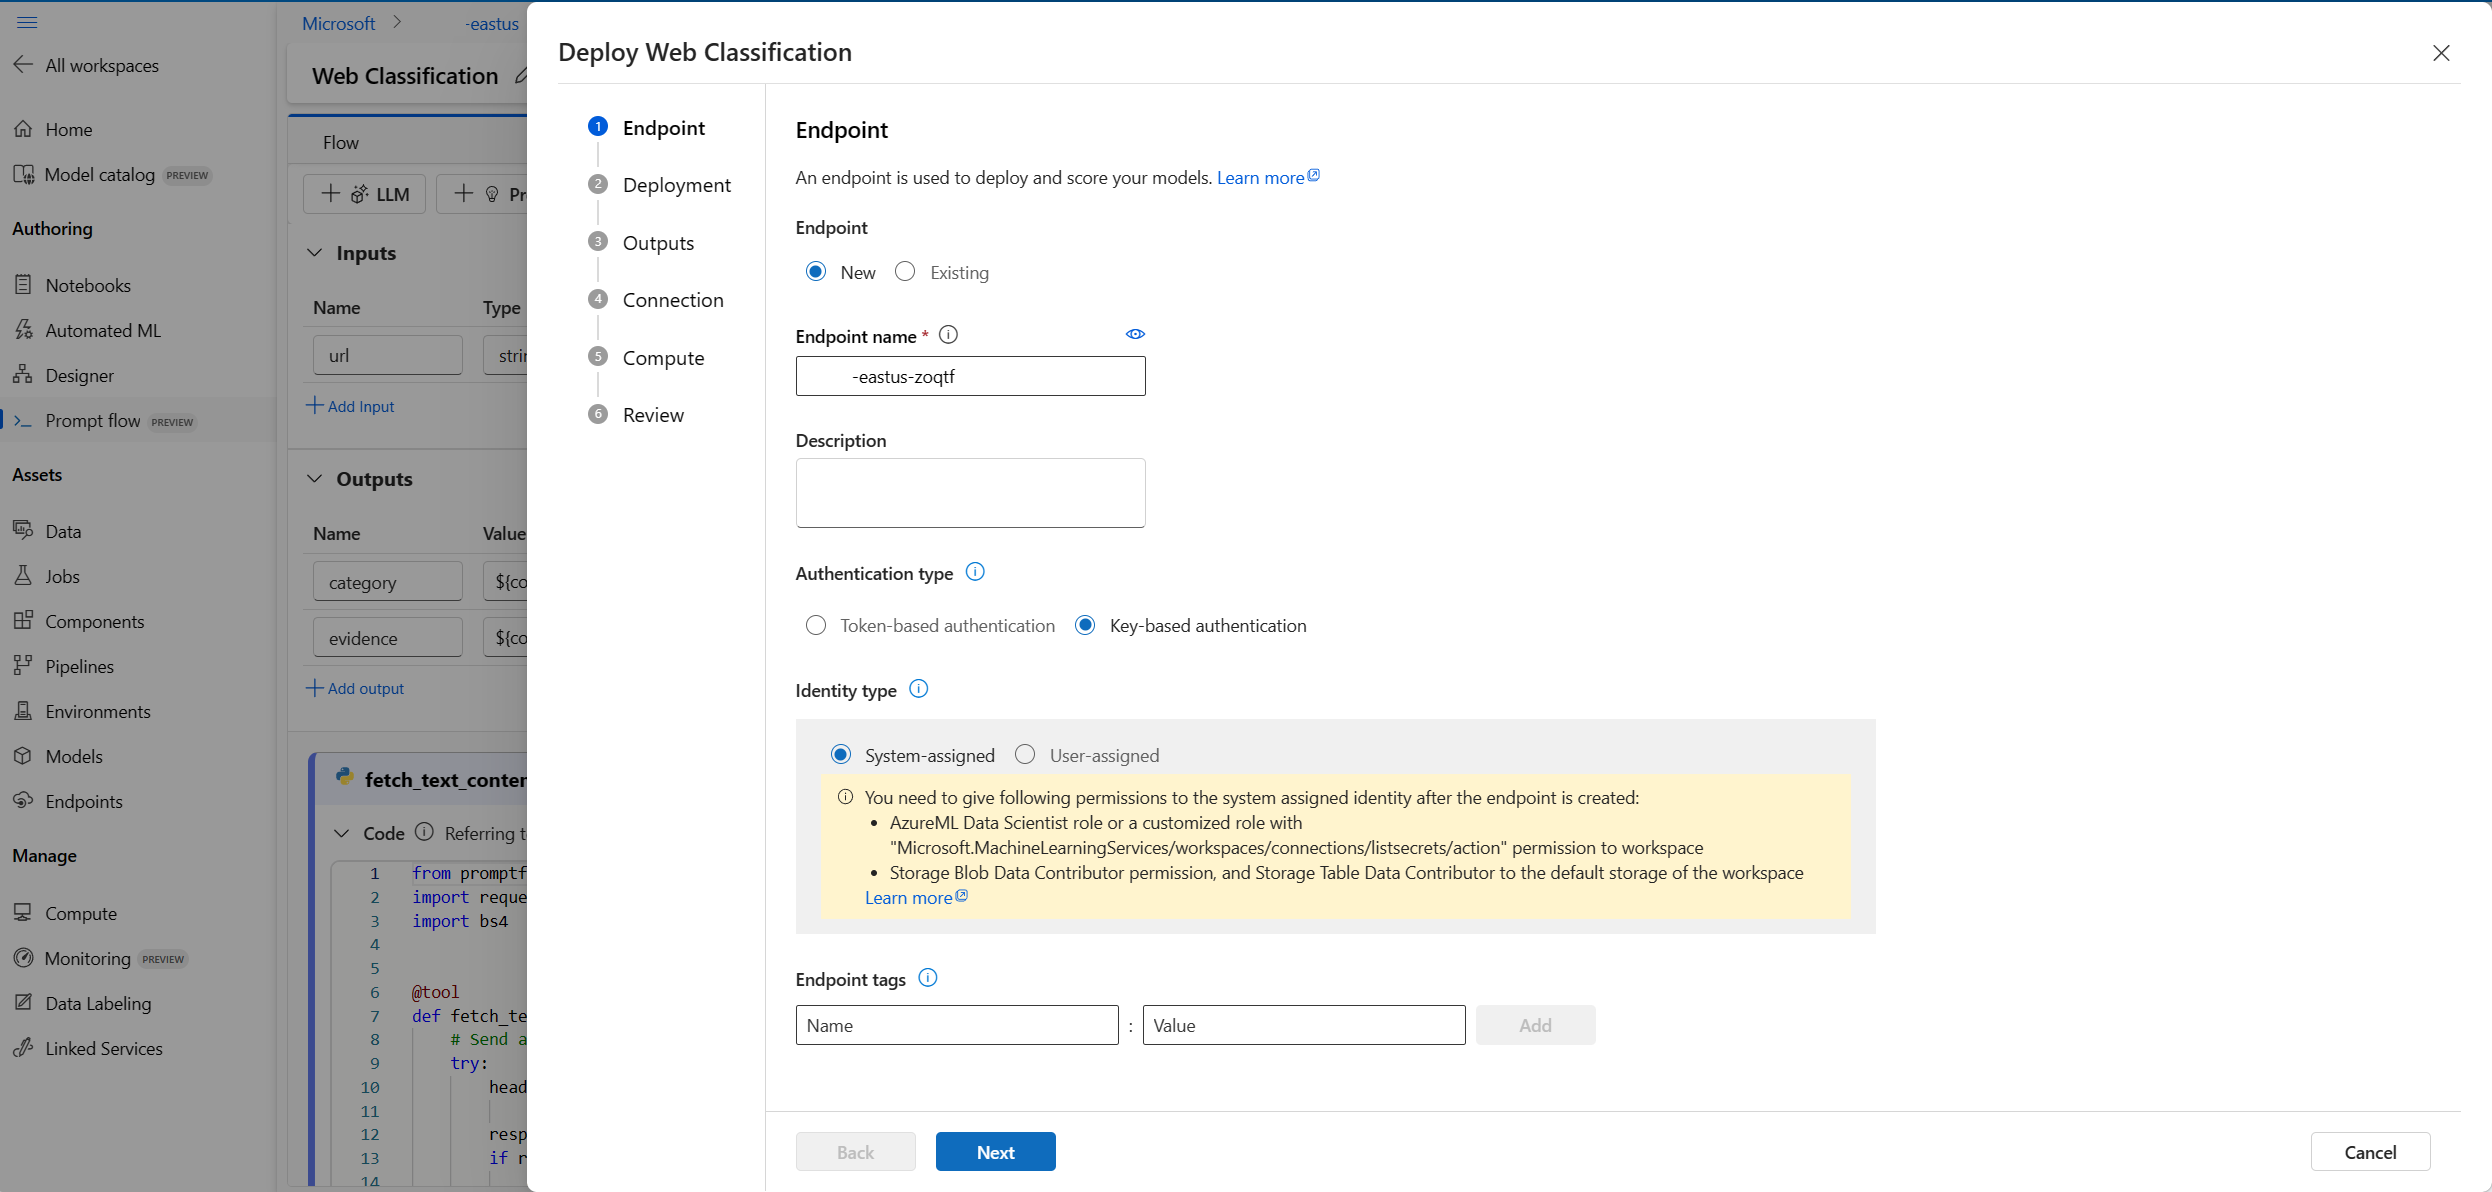 Microsoft
-eastus
All workspaces
Home
Model catalog PREVIEW
Authoring
Notebooks
Automated ML
Designer
Prompt flow PREVIEW
Assets
Data
Jobs
Components
Pipelines
Environments
Models
Endpoints
Manage
Compute
Monitoring PREVIEW
Data Labeling
Linked Services
Web Classification
Flow
LLM
Inputs
Name Type
url
Add Input
Outputs
Name Value
category ${co
evidence ${co
Add output
fetch_text_conten
Code Referring t
1 from promptf
2 import reque
3 import bs4
4
5
6 @tool
7 def fetch_te
8 # Send a
9 try:
10 head
11
12 resp
13 if r
14
Deploy Web Classification
1 Endpoint
2 Deployment
3 Outputs
4 Connection
5 Compute
6 Review
Endpoint
An endpoint is used to deploy and score your models. Learn more
Endpoint
New Existing
Endpoint name *
-eastus-zoqtf
Description
Authentication type
Token-based authentication Key-based authentication
Identity type
System-assigned User-assigned
You need to give following permissions to the system assigned identity after the endpoint is created:
• AzureML Data Scientist role or a customized role with
"Microsoft.MachineLearningServices/workspaces/connections/listsecrets/action" permission to workspace
• Storage Blob Data Contributor permission, and Storage Table Data Contributor to the default storage of the workspace
Learn more
Endpoint tags
Name : Value Add
Back Next Cancel